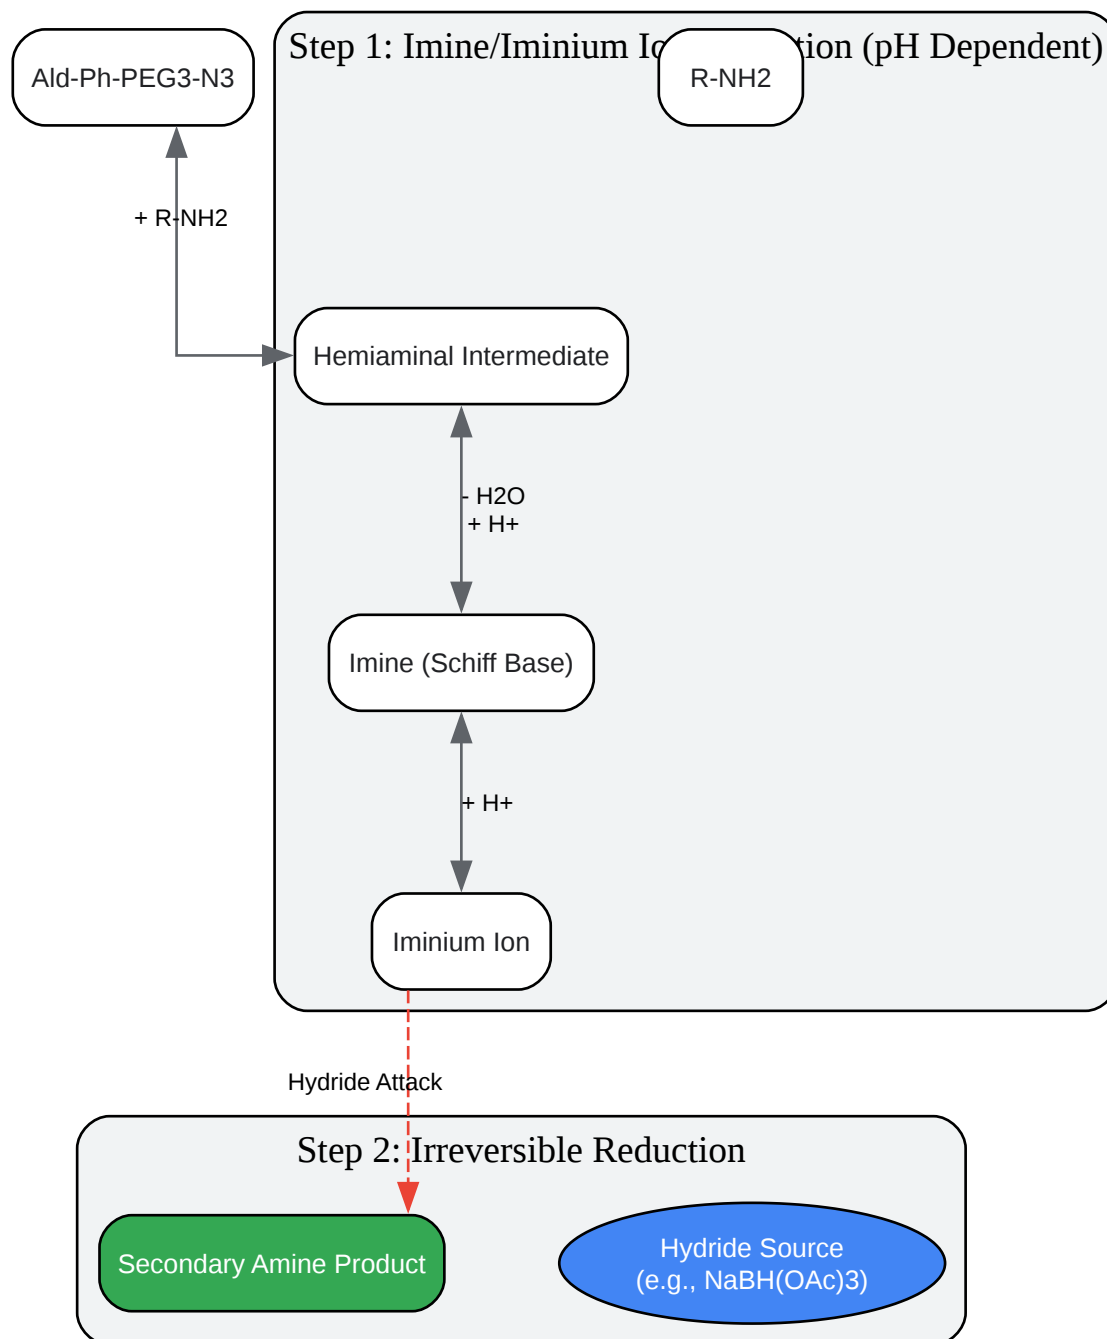 Step 1: Imine/Iminium Io tion (pH Dependent)
Ald-Ph-PEG3-N3
R-NH2
+ R-NH2
Hemiaminal Intermediate
- H2O
+ H+
Imine (Schiff Base)
+ H+
Iminium Ion
Hydride Attack
Step 2: Irreversible Reduction
Secondary Amine Product
Hydride Source
(e.g., NaBH(OAc)3)